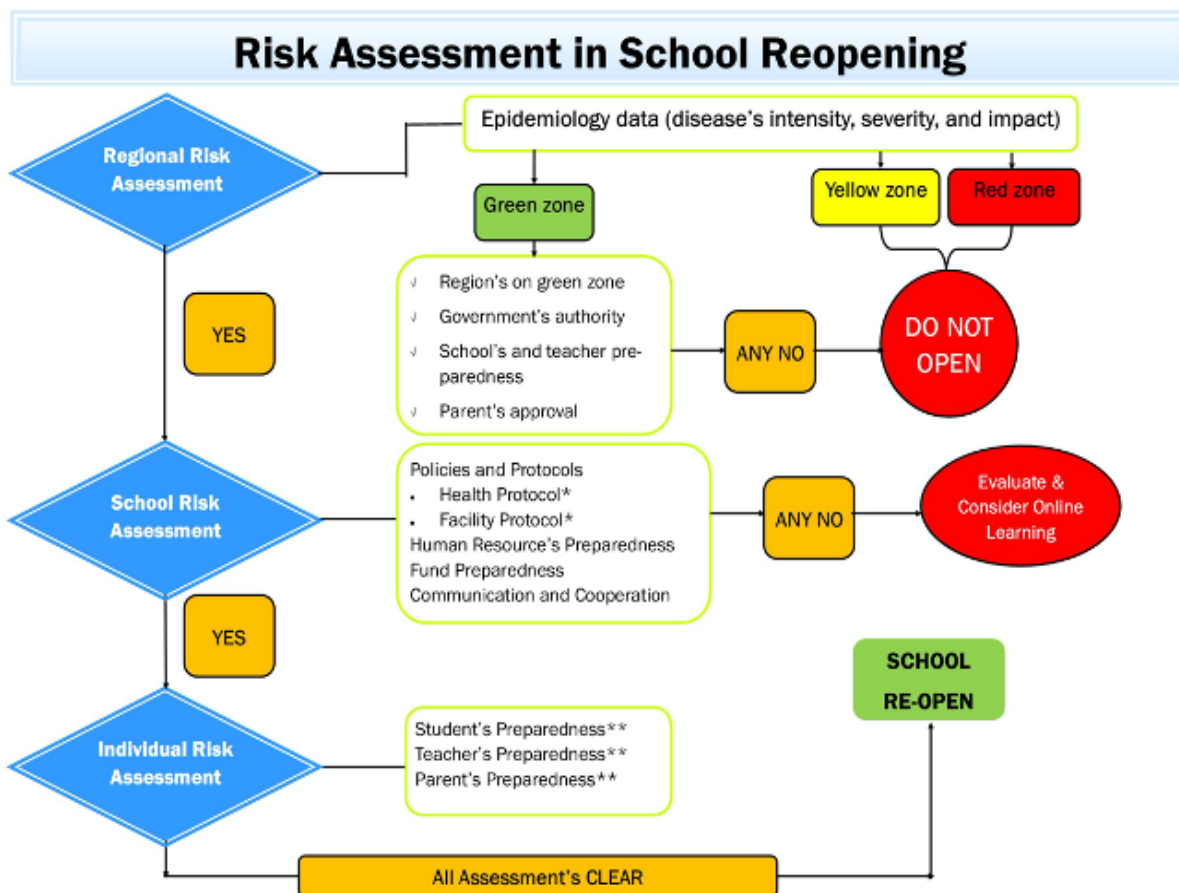 Risk Assessment in School Reopening
Regional Risk
Assessment
Epidemiology data (disease's intensity, severity, and impact)
Green zone
Yellow zone
Red zone
YES
√ Region's on green zone
√ Government's authority
√ School's and teacher pre-
paredness
√ Parent's approval
ANY NO
DO NOT
OPEN
School Risk
Assessment
Policies and Protocols
• Health Protocol*
• Facility Protocol*
Human Resource's Preparedness
Fund Preparedness
Communication and Cooperation
ANY NO
Evaluate &
Consider Online
Learning
YES
SCHOOL
RE-OPEN
Individual Risk
Assessment
Student's Preparedness**
Teacher's Preparedness**
Parent's Preparedness**
All Assessment's CLEAR